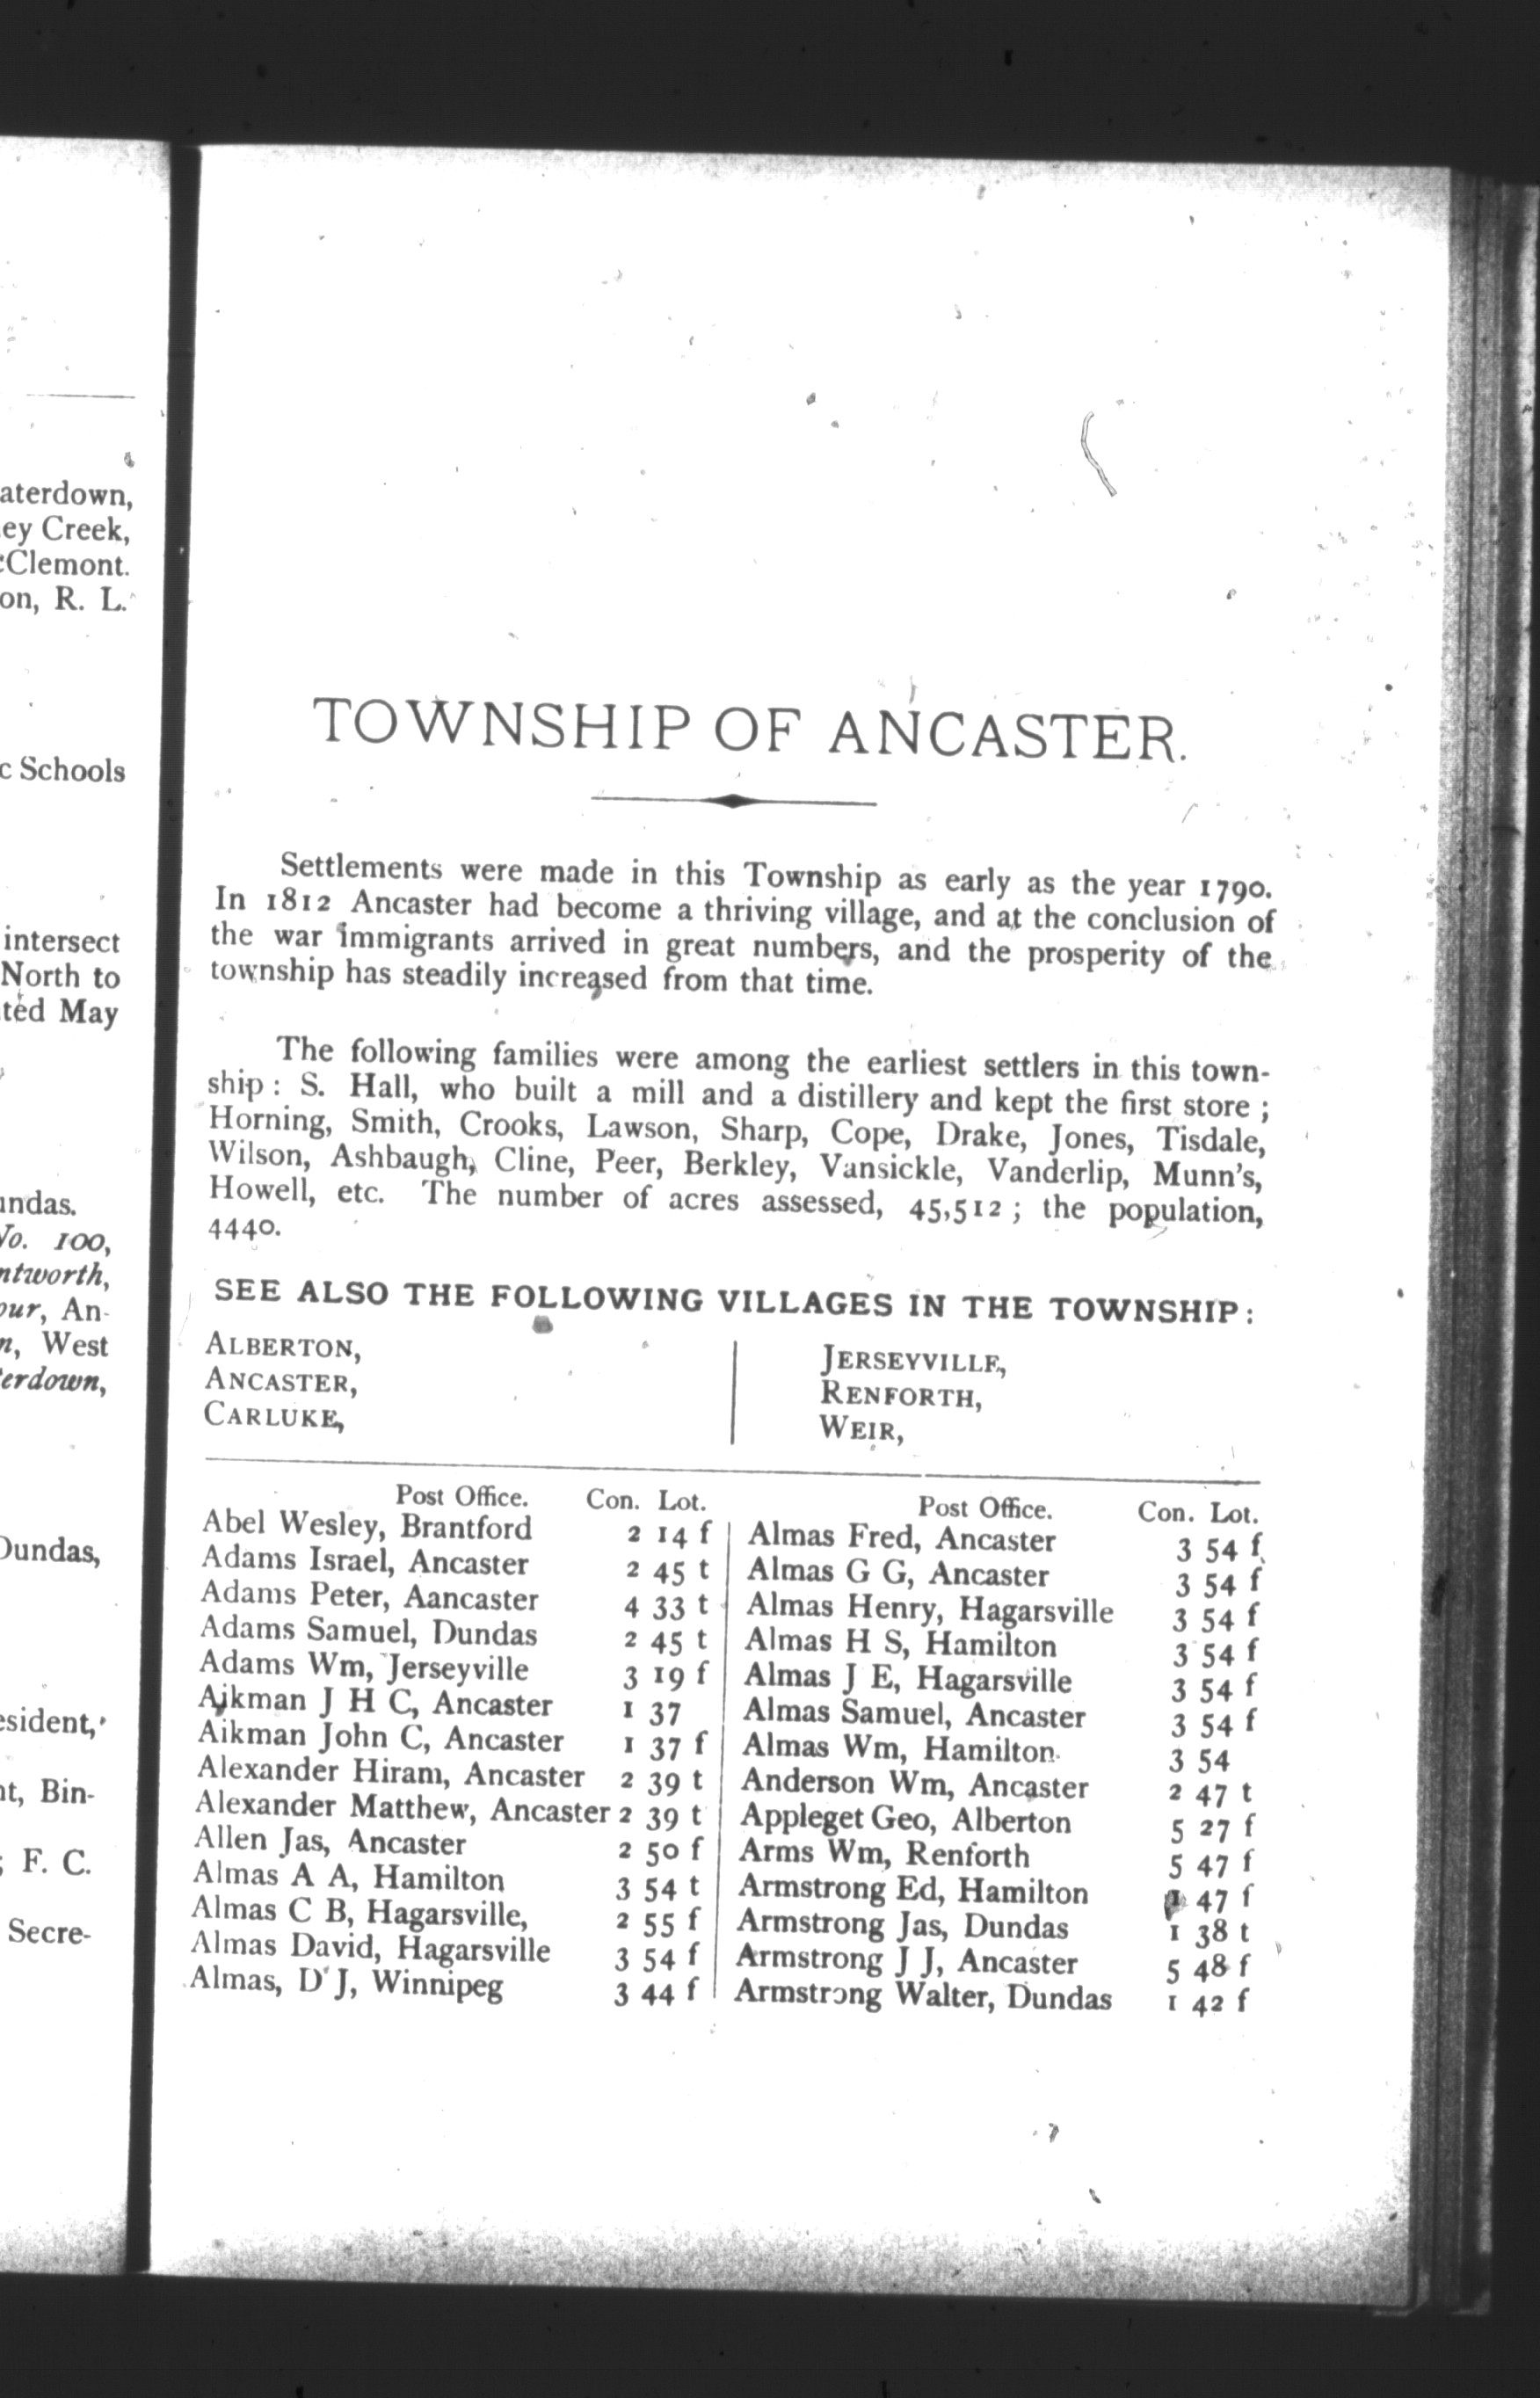 aterdown,
ey Creek,
Clemont.
on, R. L.
c Schools
intersect
North to
ted May
undas.
No. 100,
ntworth,
our, An-
n, West
erdown,
Dundas,
esident,
nt, Bin-
; F. C.
Secre-
TOWNSHIP OF ANCASTER.
Settlements were made in this Township as early as the year 1790.
In 1812 Ancaster had become a thriving village, and at the conclusion of
the war immigrants arrived in great numbers, and the prosperity of the
township has steadily increased from that time.
The following families were among the earliest settlers in this town-
ship : S. Hall, who built a mill and a distillery and kept the first store ;
Horning, Smith, Crooks, Lawson, Sharp, Cope, Drake, Jones, Tisdale,
Wilson, Ashbaugh, Cline, Peer, Berkley, Vansickle, Vanderlip, Munn's,
Howell, etc. The number of acres assessed, 45,512 ; the population,
4440.
SEE ALSO THE FOLLOWING VILLAGES IN THE TOWNSHIP:
ALBERTON,
ANCASTER,
CARLUKE,
JERSEYVILLE,
RENFORTH,
WEIR,
Post Office. Con. Lot.
Abel Wesley, Brantford 2 14 f
Adams Israel, Ancaster 2 45 t
Adams Peter, Aancaster 4 33 t
Adams Samuel, Dundas 2 45 t
Adams Wm, Jerseyville 3 19 f
Aikman J H C, Ancaster 1 37
Aikman John C, Ancaster 1 37 f
Alexander Hiram, Ancaster 2 39 t
Alexander Matthew, Ancaster 2 39 t
Allen Jas, Ancaster 2 50 f
Almas A A, Hamilton 3 54 t
Almas C B, Hagarsville, 2 55 f
Almas David, Hagarsville 3 54 f
Almas, D J, Winnipeg 3 44 f
Post Office. Con. Lot.
Almas Fred, Ancaster 3 54 f
Almas G G, Ancaster 3 54 f
Almas Henry, Hagarsville 3 54 f
Almas H S, Hamilton 3 54 f
Almas J E, Hagarsville 3 54 f
Almas Samuel, Ancaster 3 54 f
Almas Wm, Hamilton 3 54
Anderson Wm, Ancaster 2 47 t
Appleget Geo, Alberton 5 27 f
Arms Wm, Renforth 5 47 f
Armstrong Ed, Hamilton 1 47 f
Armstrong Jas, Dundas 1 38 t
Armstrong J J, Ancaster 5 48 f
Armstrong Walter, Dundas 1 42 f